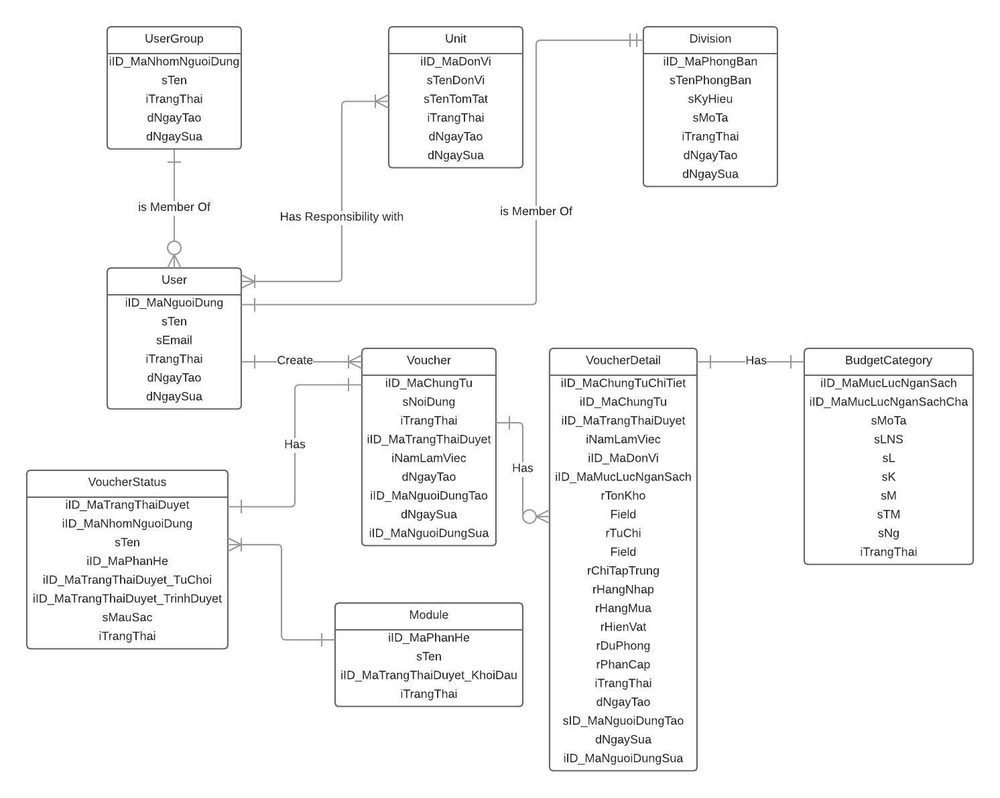 UserGroup
iID_MaNhomNguoiDung
sTen
iTrangThai
dNgayTao
dNgaySua
Unit
iID_MaDonVi
sTenDonVi
sTenTomTat
iTrangThai
dNgayTao
dNgaySua
Division
iID_MaPhongBan
sTenPhongBan
sKyHieu
sMoTa
iTrangThai
dNgayTao
dNgaySua
is Member Of
Has Responsibility with
is Member Of
User
iID_MaNguoiDung
sTen
sEmail
iTrangThai
dNgayTao
dNgaySua
Create
Voucher
iID_MaChungTu
sNoiDung
iTrangThai
iID_MaTrangThaiDuyet
iNamLamViec
dNgayTao
iID_MaNguoiDungTao
dNgaySua
iID_MaNguoiDungSua
Has
Has
VoucherDetail
iID_MaChungTuChiTiet
iID_MaChungTu
iID_MaTrangThaiDuyet
iNamLamViec
iID_MaDonVi
iID_MaMucLucNganSach
rTonKho
Field
rTuChi
Field
rChiTapTrung
rHangNhap
rHangMua
rHienVat
rDuPhong
rPhanCap
iTrangThai
dNgayTao
sID_MaNguoiDungTao
dNgaySua
iID_MaNguoiDungSua
Has
BudgetCategory
iID_MaMucLucNganSach
iID_MaMucLucNganSachCha
sMoTa
sLNS
sL
sK
sM
sTM
sNg
iTrangThai
VoucherStatus
iID_MaTrangThaiDuyet
iID_MaNhomNguoiDung
sTen
iID_MaPhanHe
iID_MaTrangThaiDuyet_TuChoi
iID_MaTrangThaiDuyet_TrinhDuyet
sMauSac
iTrangThai
Module
iID_MaPhanHe
sTen
iID_MaTrangThaiDuyet_KhoiDau
iTrangThai